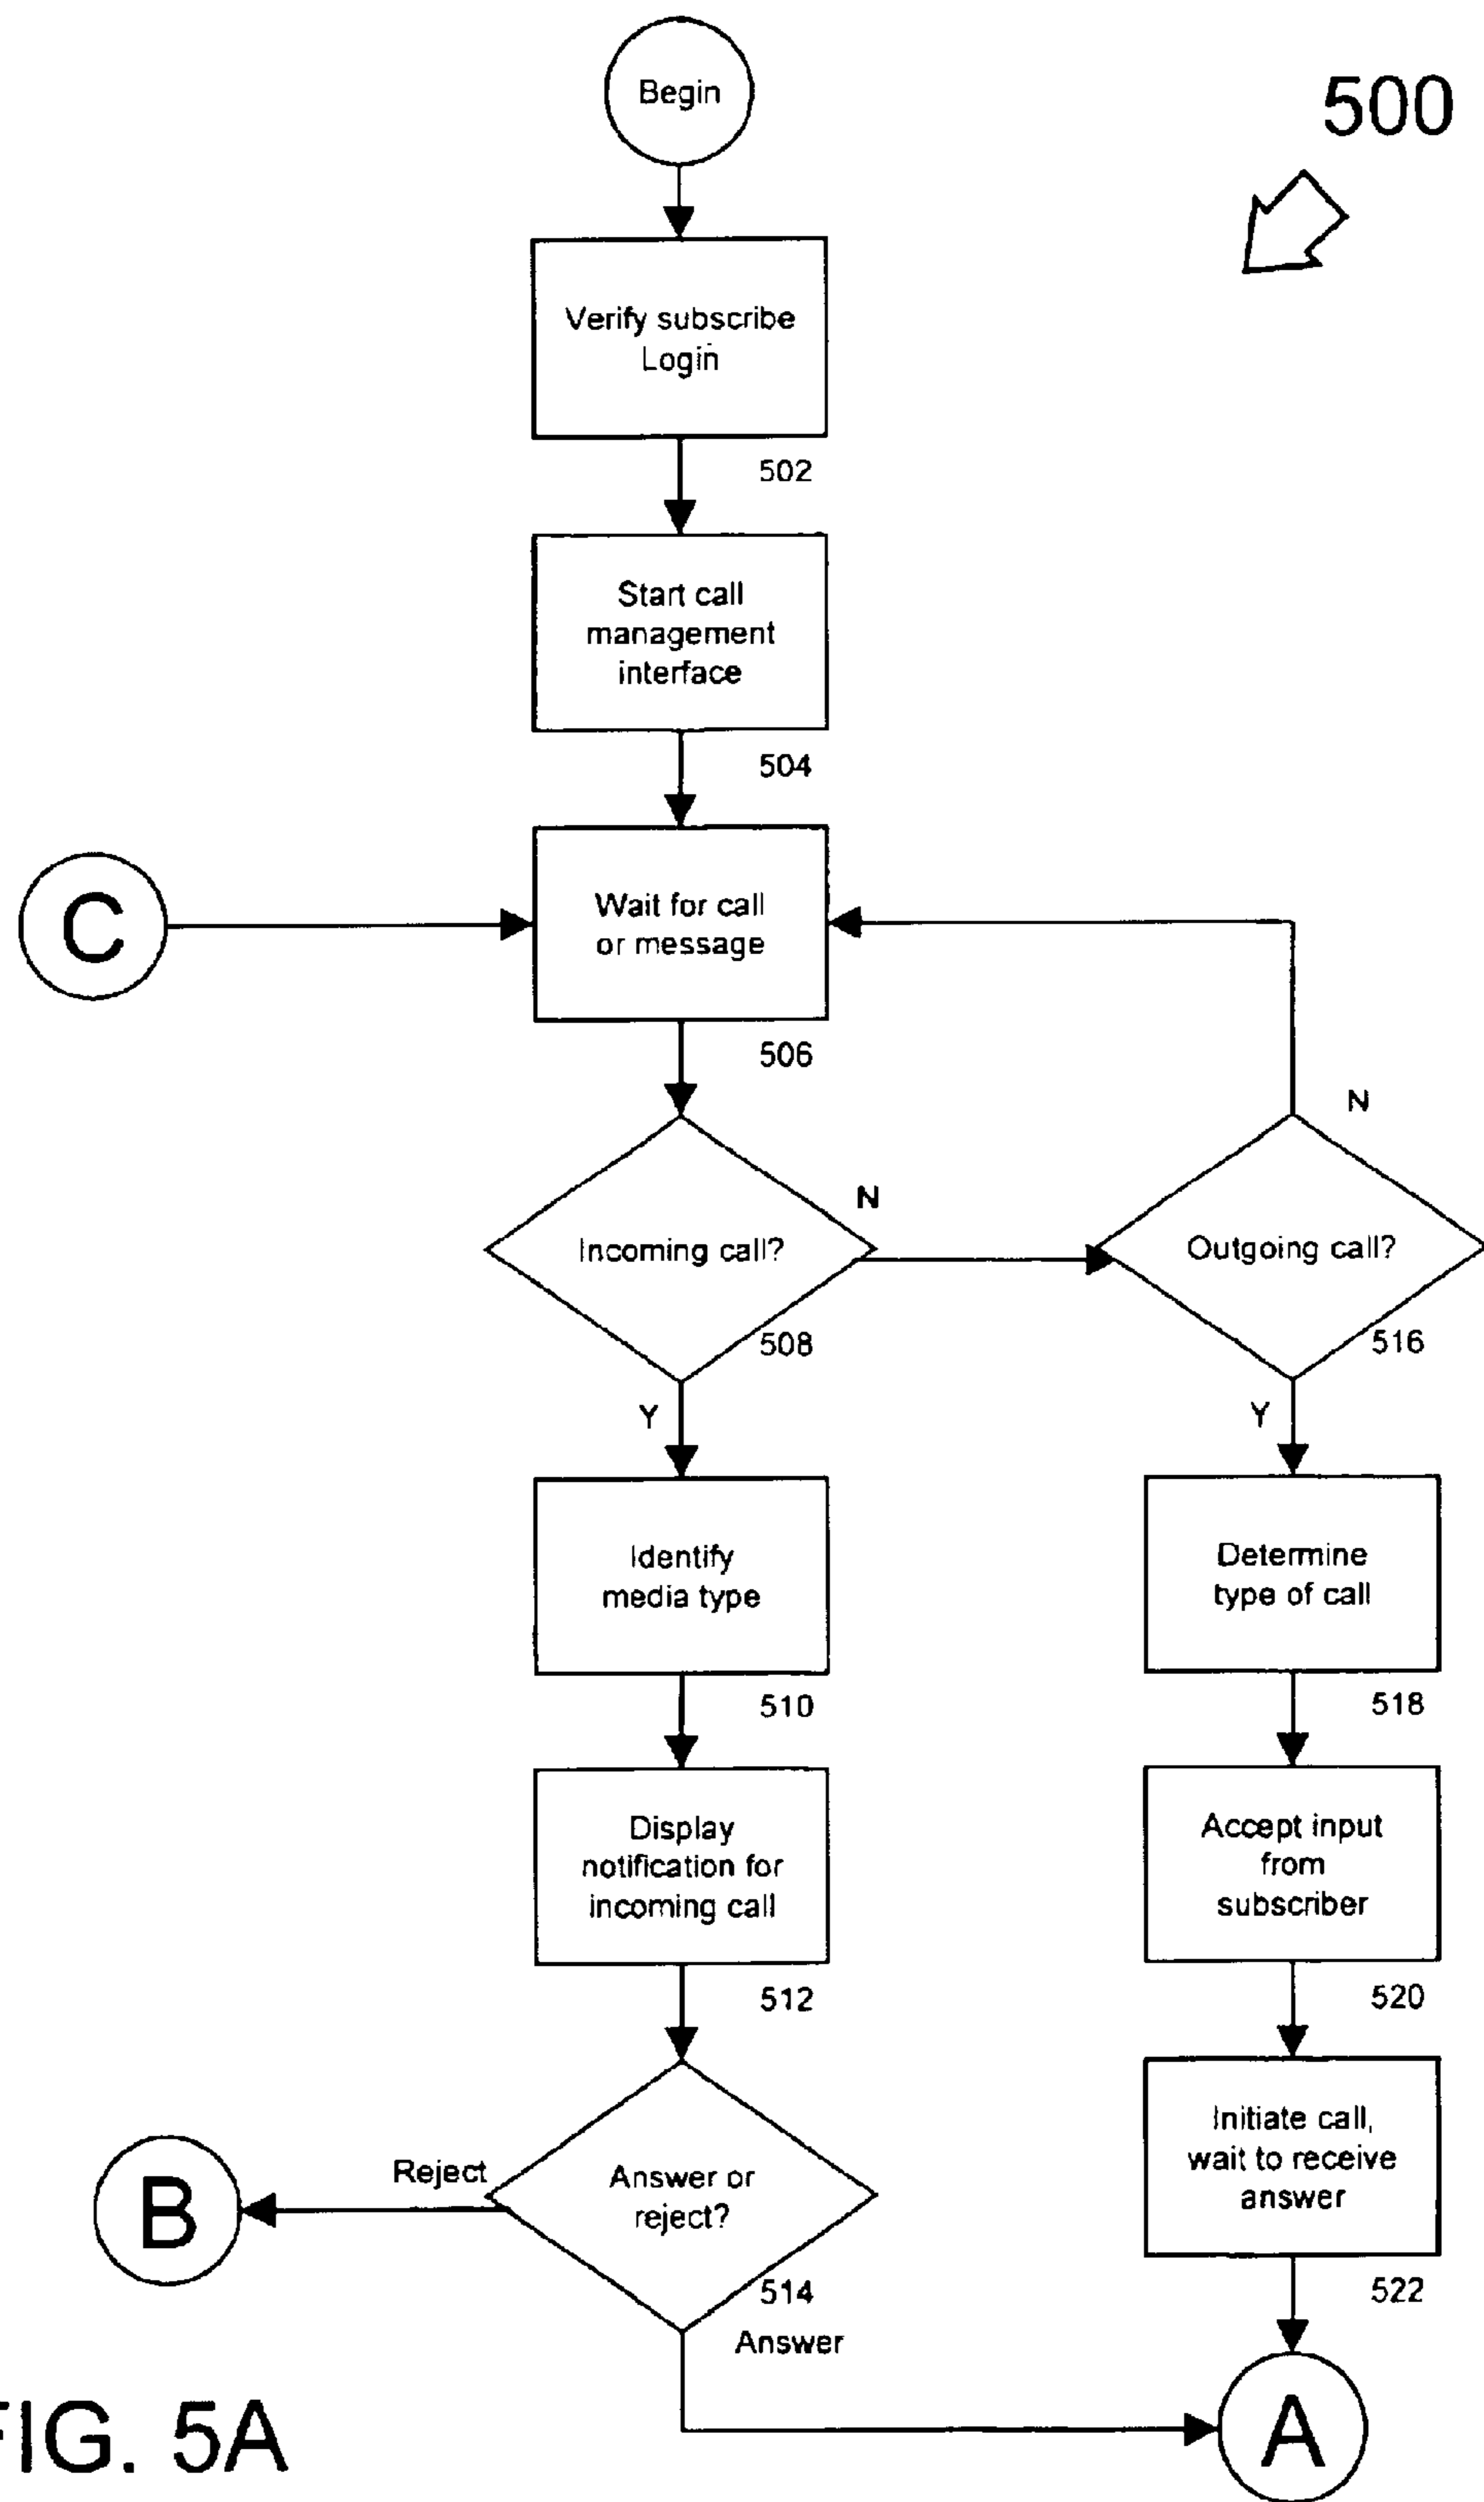 Begin
500
Verify subscribe
Login
502
Start call
management
interface
504
C
Wait for call
or message
506
N
N
Incoming call?
Outgoing call?
508
516
Y
Y
Identify
media type
Determine
type of call
510
518
Display
notification for
incoming call
Accept input
from
subscriber
512
520
Reject
B
Answer or
reject?
Initiate call,
wait to receive
answer
514
522
Answer
A
FIG. 5A